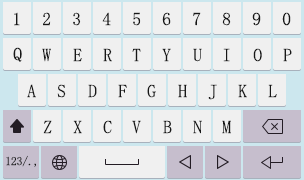 1 2 3 4 5 6 7 8 9 0
Q W E R T Y U I O P
A S D F G H J K L
Z X C V B N M
123/.,